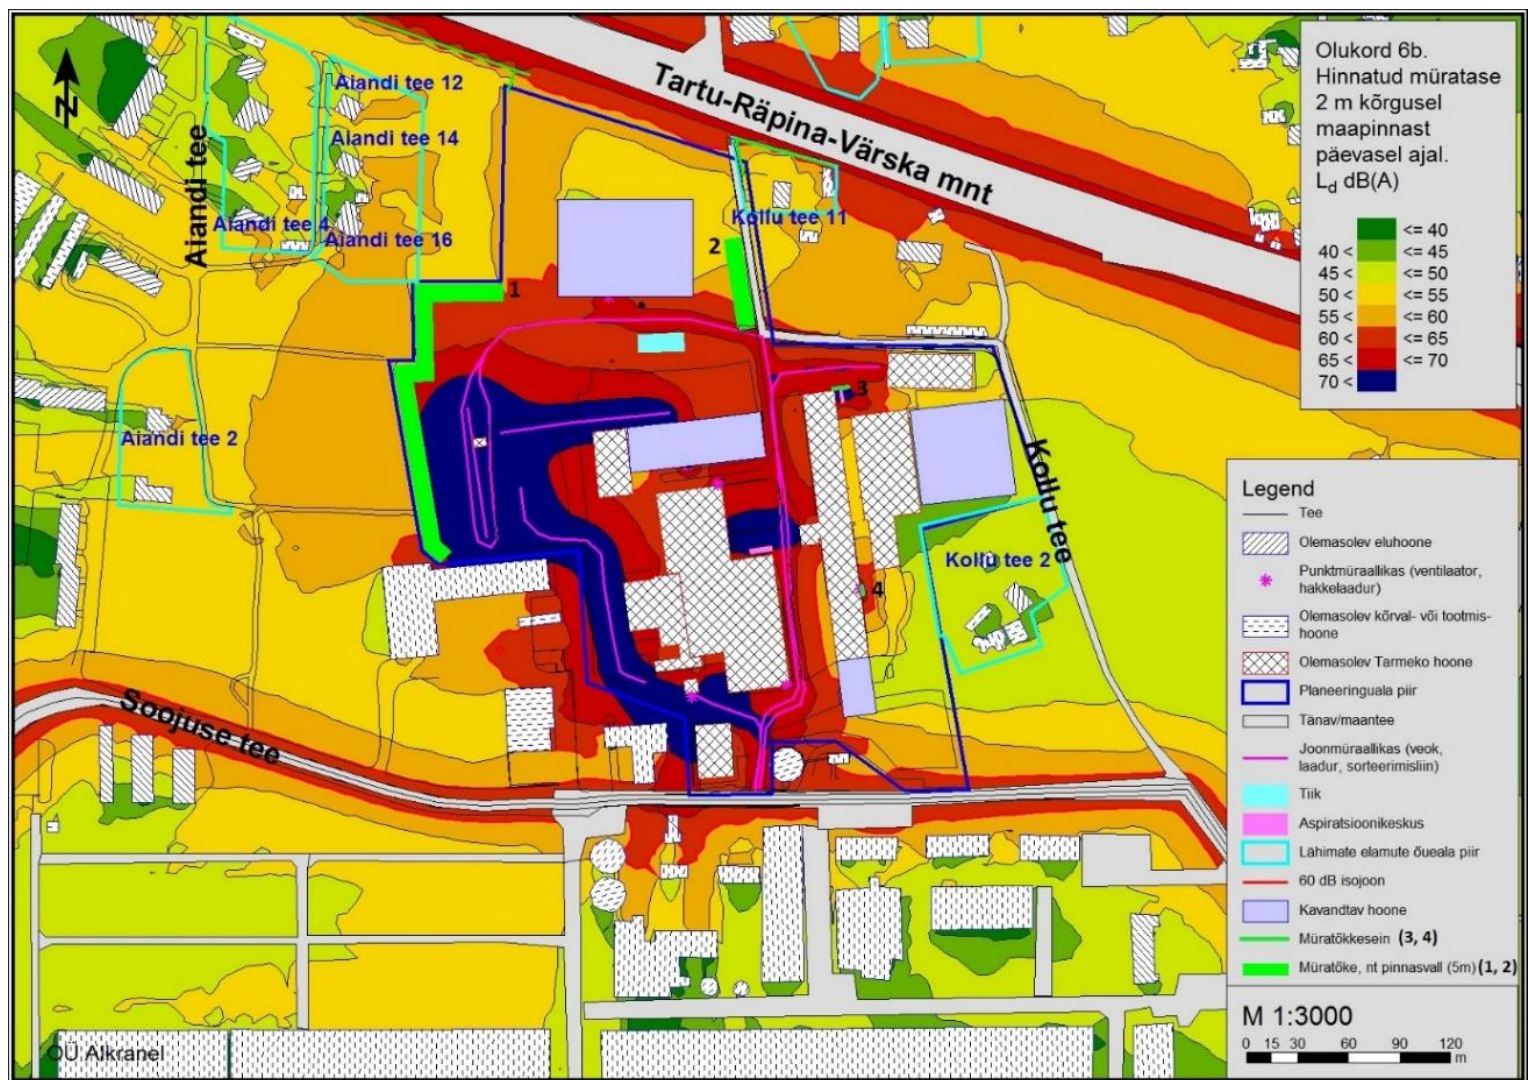 Olukord 6b.
Hinnatud müratase
2 m kõrgusel
maapinnast
päevasel ajal.
Ld dB(A)
<= 40
40 < <= 45
45 < <= 50
50 < <= 55
55 < <= 60
60 < <= 65
65 < <= 70
70 <
N
Tartu-Räpina-Värska mnt
Aiandi tee
Aiandi tee 12
Aiandi tee 14
Aiandi tee 4
Aiandi tee 16
Kollu tee 11
1
2
3
4
Aiandi tee 2
Kollu tee
Kollu tee 2
Soojuse tee
Legend
Tee
Olemasolev eluhoone
Punktmüraallikas (ventilaator,
hakkelaadur)
Olemasolev kõrval- või tootmis-
hoone
Olemasolev Tarmeko hoone
Planeeringuala piir
Tänav/maantee
Joonmüraallikas (veok,
laadur, sorteerimisliin)
Tiik
Aspiratsioonikeskus
Lähimate elamute õueala piir
60 dB isojoon
Kavandtav hoone
Müratõkkesein (3, 4)
Müratõke, nt pinnasvall (5m) (1, 2)
M 1:3000
0 15 30 60 90 120
m
OÜ Alkranel